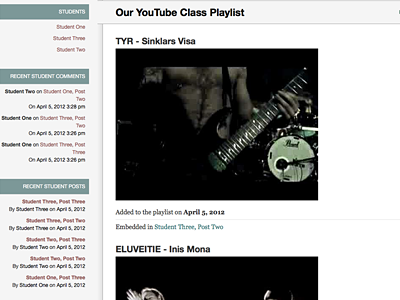 STUDENTS
Student One
Student Three
Student Two
RECENT STUDENT COMMENTS
Student Two on Student One, Post
Two
On April 5, 2012 3:28 pm
Student One on Student Three, Post
Two
On April 5, 2012 3:26 pm
Student One on Student Two, Post
Three
On April 5, 2012 3:26 pm
RECENT STUDENT POSTS
Student Three, Post Three
By Student Three on April 5, 2012
Student Three, Post Two
By Student Two on April 5, 2012
Student Two, Post Three
By Student Two on April 5, 2012
Student Two, Post Two
By Student Two on April 5, 2012
Student One, Post Three
By Student One on April 5, 2012
Our YouTube Class Playlist
TYR - Sinklars Visa
Pearl
Added to the playlist on April 5, 2012
Embedded in Student Three, Post Two
ELUVEITIE - Inis Mona